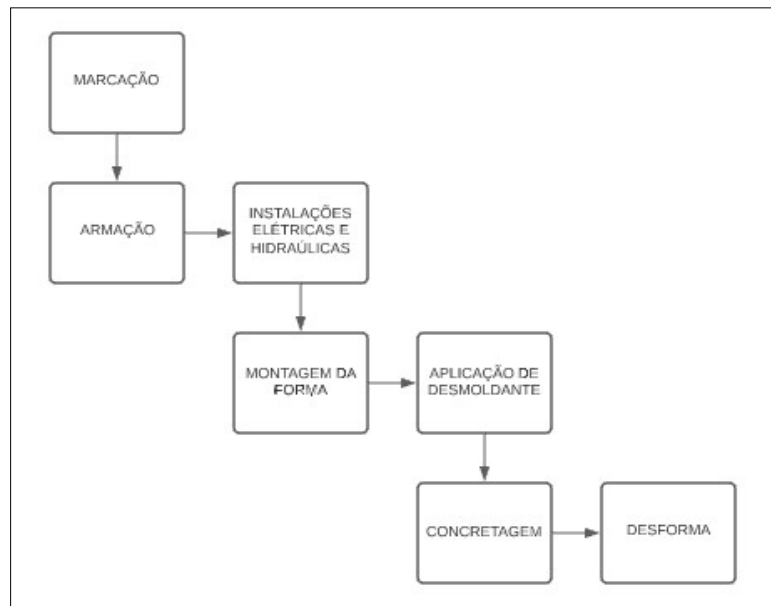 MARCAÇÃO
ARMAÇÃO
INSTALAÇÕES
ELÉTRICAS E
HIDRAÚLICAS
MONTAGEM DA
FORMA
APLICAÇÃO DE
DESMOLDANTE
CONCRETAGEM
DESFORMA